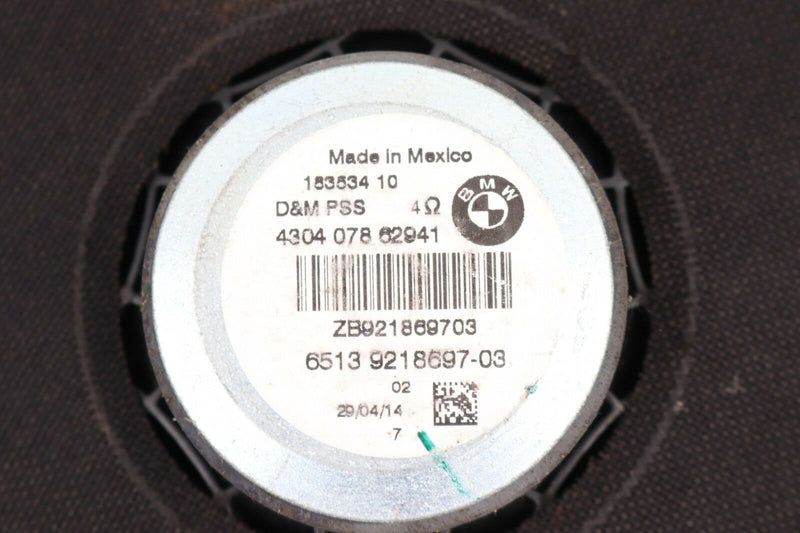 Made in Mexico
163534 10
D&M PSS 4Ω
BMW
4304 078 62941
ZB921869703
6513 9218697-03
02
29/04/14
7